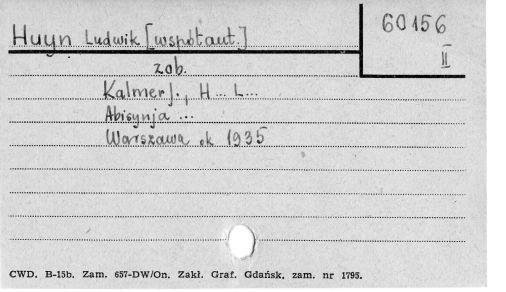 Huyn Ludwik [współaut.]
60156
II
zob.
Kalmer J., H... L...
Abisynja ...
Warszawa ok 1935
CWD. B-15b. Zam. 657-DW/On. Zakł. Graf. Gdańsk, zam. nr 1795.